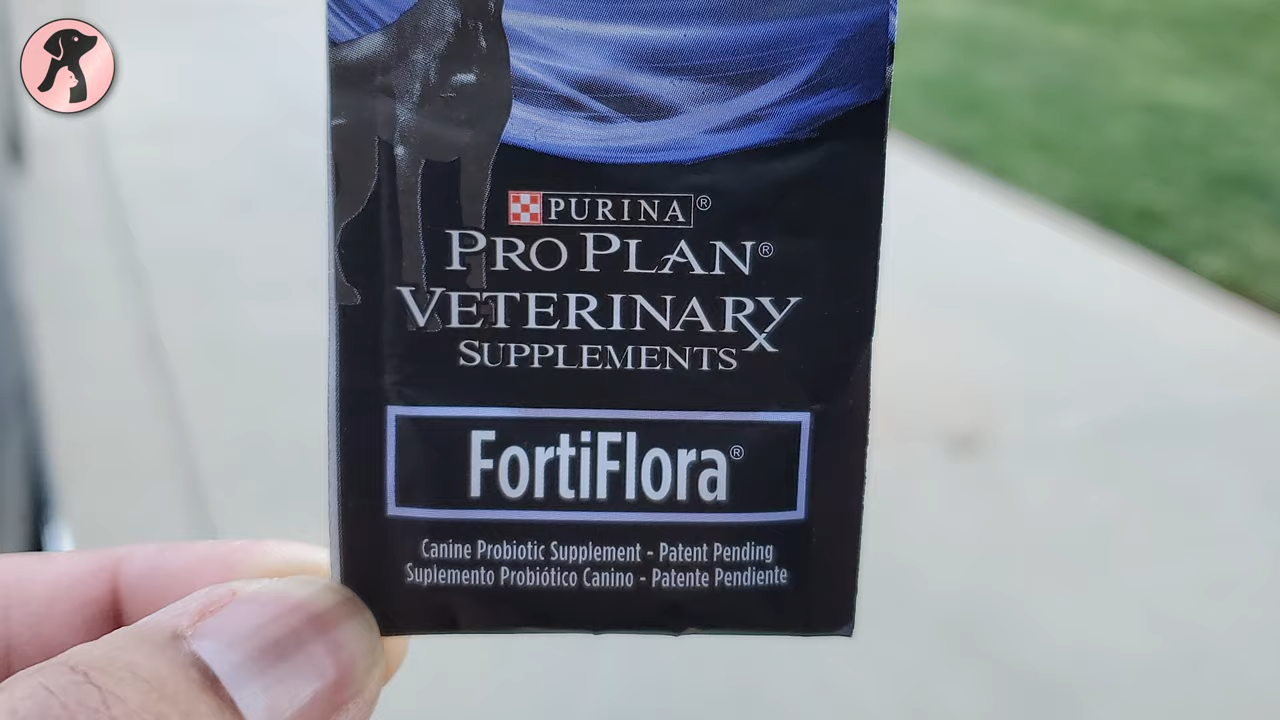 PURINA®
PRO PLAN®
VETERINARY
SUPPLEMENTS
FortiFlora®
Canine Probiotic Supplement - Patent Pending
Suplemento Probiótico Canino - Patente Pendiente